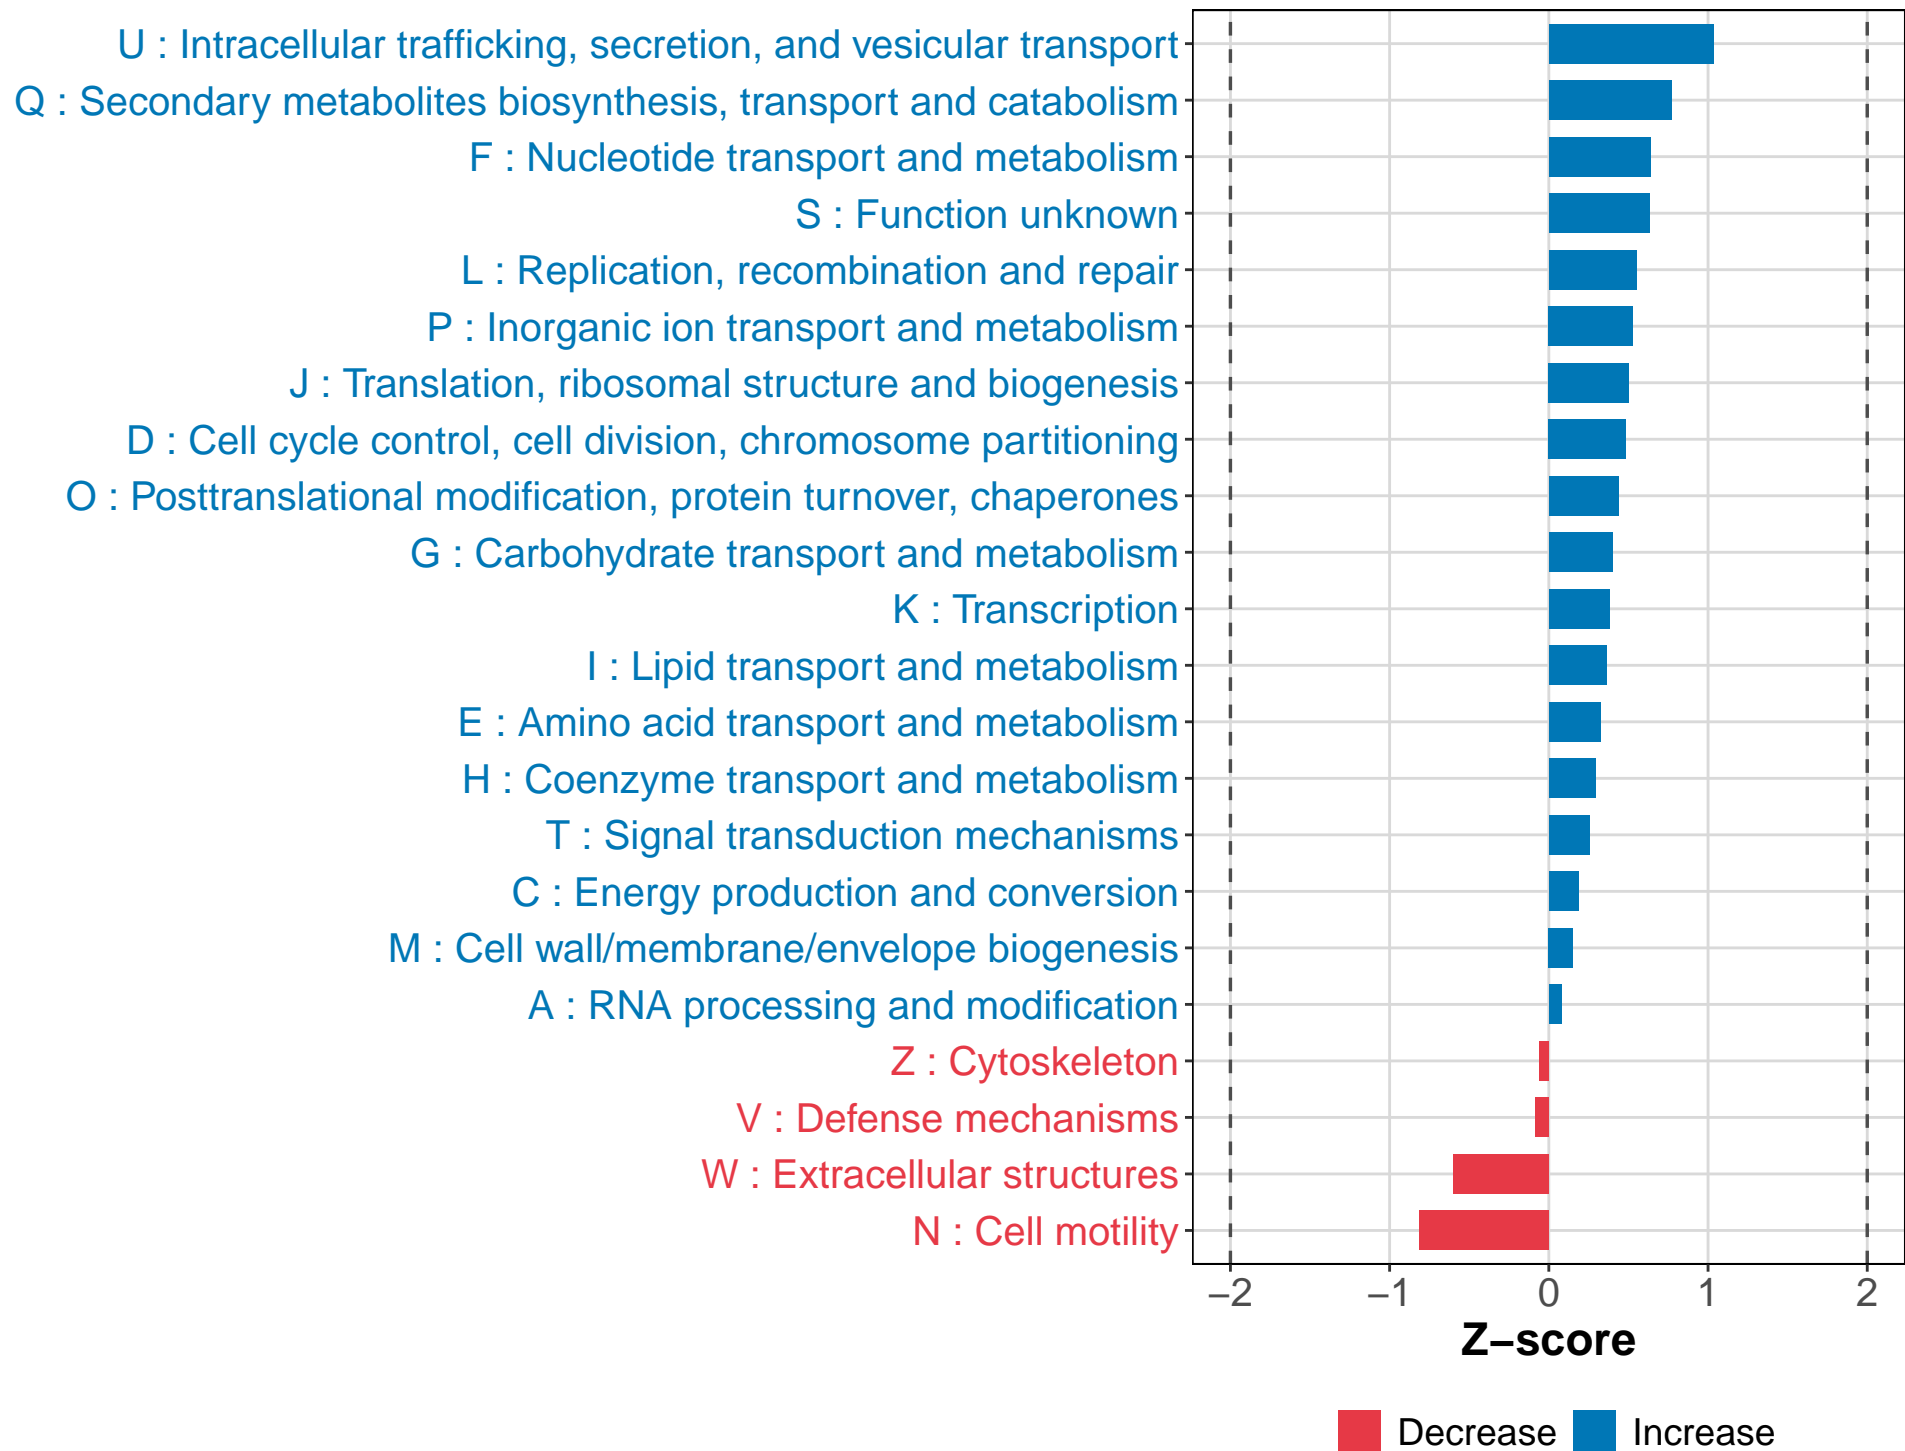 U : Intracellular trafficking, secretion, and vesicular transport
Q : Secondary metabolites biosynthesis, transport and catabolism
F : Nucleotide transport and metabolism
S : Function unknown
L : Replication, recombination and repair
P : Inorganic ion transport and metabolism
J : Translation, ribosomal structure and biogenesis
D : Cell cycle control, cell division, chromosome partitioning
O : Posttranslational modification, protein turnover, chaperones
G : Carbohydrate transport and metabolism
K : Transcription
I : Lipid transport and metabolism
E : Amino acid transport and metabolism
H : Coenzyme transport and metabolism
T : Signal transduction mechanisms
C : Energy production and conversion
M : Cell wall/membrane/envelope biogenesis
A : RNA processing and modification
Z : Cytoskeleton
V : Defense mechanisms
W : Extracellular structures
N : Cell motility
−2 −1 0 1 2
Z−score
Decrease Increase